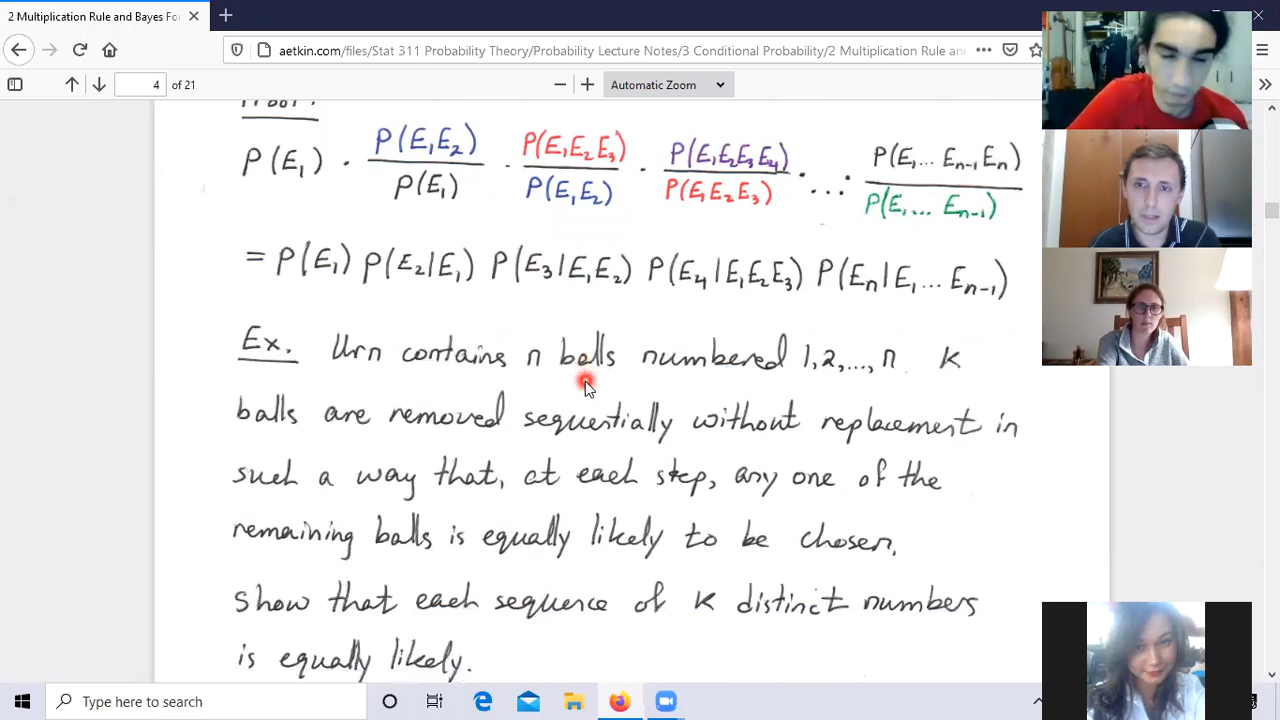 2 Multiplication Rule and Bayes Fo
aetkin.com/files/Stat 311 Probability Theory/Probability Lecture Notes/3 Conditional Probability/2 Multiplication Rule and
4 of 21
Automatic Zoom
Proof:
P(E₁) · P(E₁E₂)/P(E₁) · P(E₁E₂E₃)/P(E₁E₂) · P(E₁E₂E₃E₄)/P(E₁E₂E₃) · ... · P(E₁... Eₙ₋₁Eₙ)/P(E₁... Eₙ₋₁)
= P(E₁) P(E₂|E₁) P(E₃|E₁E₂) P(E₄|E₁E₂E₃) P(Eₙ|E₁... Eₙ₋₁)
Ex. Urn contains n balls numbered 1,2,..., n. K
balls are removed sequentially without replacement in
such a way that, at each step, any one of the
remaining balls is equally likely to be chosen.
Show that each sequence of K distinct numbers
is equally likely.
Type here to search